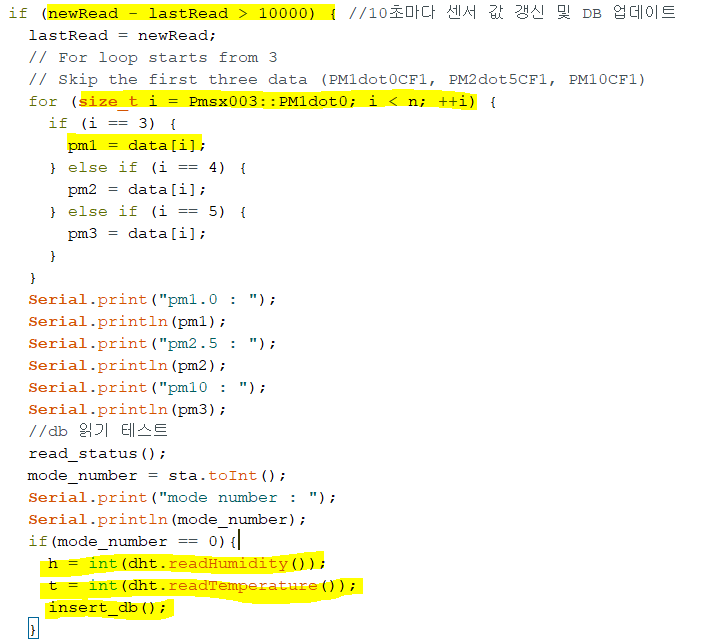 if (newRead - lastRead > 10000) { //10초마다 센서 값 갱신 및 DB 업데이트
lastRead = newRead;
// For loop starts from 3
// Skip the first three data (PM1dot0CF1, PM2dot5CF1, PM10CF1)
for (size_t i = Pmsx003::PM1dot0; i < n; ++i) {
if (i == 3) {
pm1 = data[i];
} else if (i == 4) {
pm2 = data[i];
} else if (i == 5) {
pm3 = data[i];
}
}
Serial.print("pm1.0 : ");
Serial.println(pm1);
Serial.print("pm2.5 : ");
Serial.println(pm2);
Serial.print("pm10 : ");
Serial.println(pm3);
//db 읽기 테스트
read_status();
mode_number = sta.toInt();
Serial.print("mode number : ");
Serial.println(mode_number);
if(mode_number == 0){
h = int(dht.readHumidity());
t = int(dht.readTemperature());
insert_db();
}